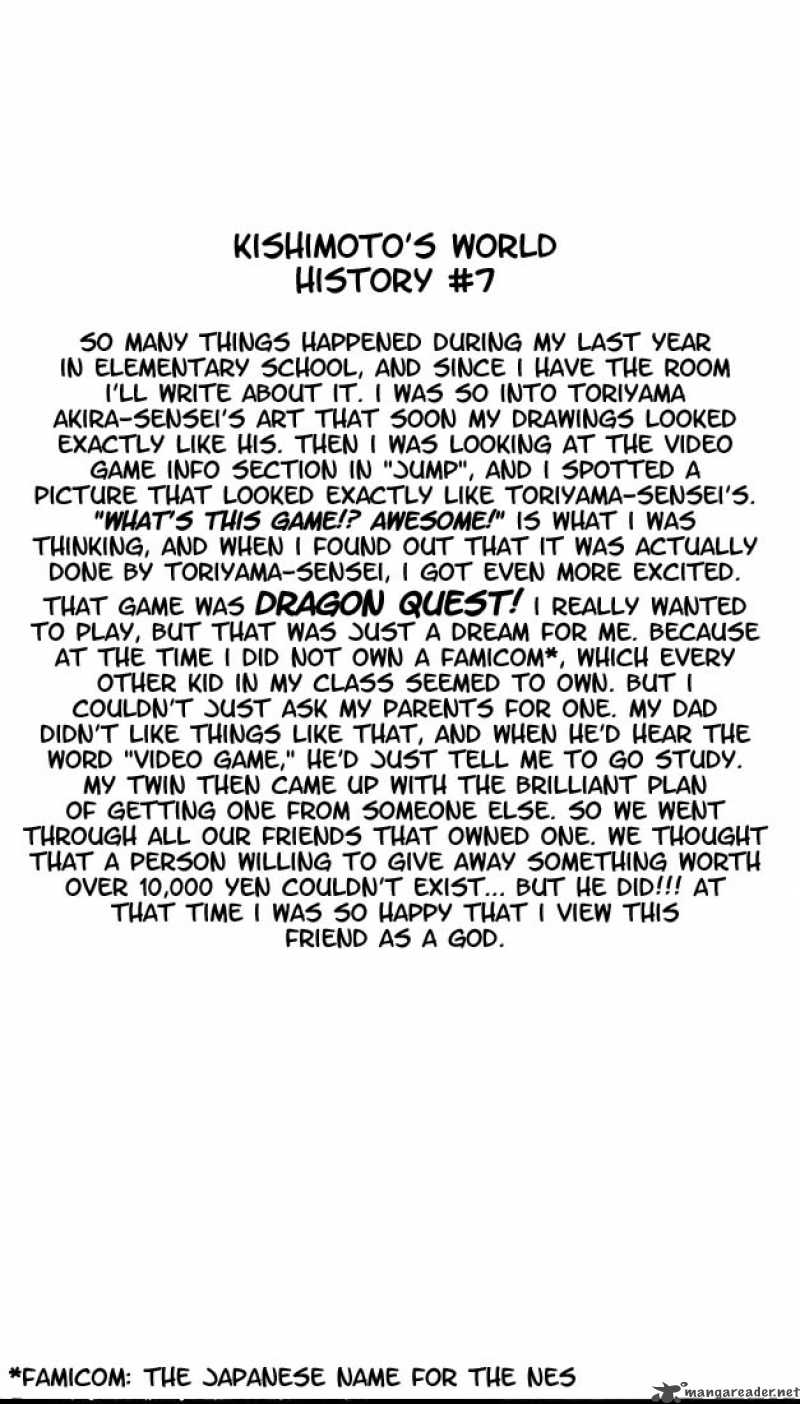 KISHIMOTO'S WORLD
HISTORY #7
SO MANY THINGS HAPPENED DURING MY LAST YEAR
IN ELEMENTARY SCHOOL, AND SINCE I HAVE THE ROOM
I'LL WRITE ABOUT IT. I WAS SO INTO TORIYAMA
AKIRA-SENSEI'S ART THAT SOON MY DRAWINGS LOOKED
EXACTLY LIKE HIS. THEN I WAS LOOKING AT THE VIDEO
GAME INFO SECTION IN "JUMP", AND I SPOTTED A
PICTURE THAT LOOKED EXACTLY LIKE TORIYAMA-SENSEI'S.
"WHAT'S THIS GAME!? AWESOME!" IS WHAT I WAS
THINKING, AND WHEN I FOUND OUT THAT IT WAS ACTUALLY
DONE BY TORIYAMA-SENSEI, I GOT EVEN MORE EXCITED.
THAT GAME WAS DRAGON QUEST! I REALLY WANTED
TO PLAY, BUT THAT WAS JUST A DREAM FOR ME. BECAUSE
AT THE TIME I DID NOT OWN A FAMICOM*, WHICH EVERY
OTHER KID IN MY CLASS SEEMED TO OWN. BUT I
COULDN'T JUST ASK MY PARENTS FOR ONE. MY DAD
DIDN'T LIKE THINGS LIKE THAT, AND WHEN HE'D HEAR THE
WORD "VIDEO GAME," HE'D JUST TELL ME TO GO STUDY.
MY TWIN THEN CAME UP WITH THE BRILLIANT PLAN
OF GETTING ONE FROM SOMEONE ELSE. SO WE WENT
THROUGH ALL OUR FRIENDS THAT OWNED ONE. WE THOUGHT
THAT A PERSON WILLING TO GIVE AWAY SOMETHING WORTH
OVER 10,000 YEN COULDN'T EXIST... BUT HE DID!!! AT
THAT TIME I WAS SO HAPPY THAT I VIEW THIS
FRIEND AS A GOD.
*FAMICOM: THE JAPANESE NAME FOR THE NES
mangareader.net